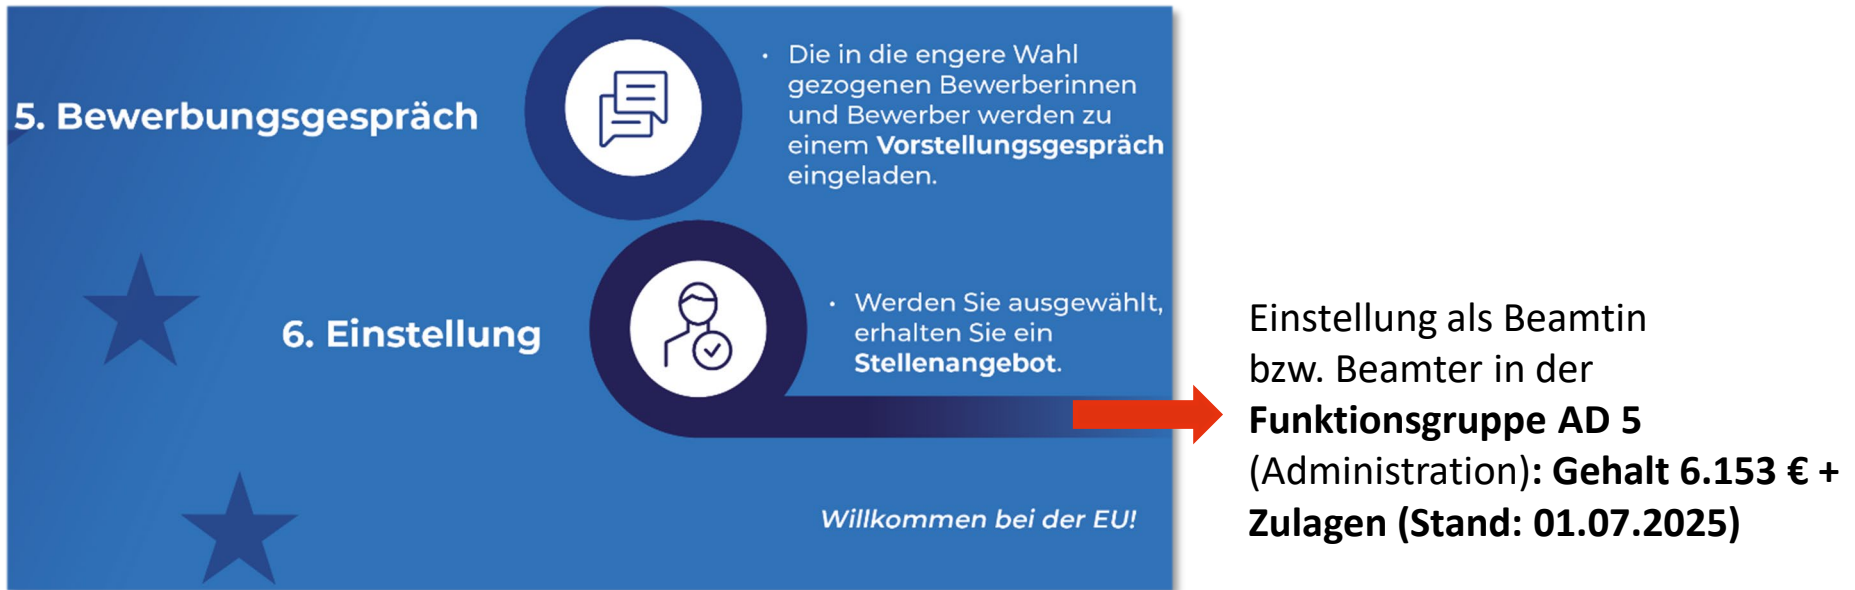 5. Bewerbungsgespräch
• Die in die engere Wahl
gezogenen Bewerberinnen
und Bewerber werden zu
einem Vorstellungsgespräch
eingeladen.
6. Einstellung
• Werden Sie ausgewählt,
erhalten Sie ein
Stellenangebot.
Willkommen bei der EU!
Einstellung als Beamtin
bzw. Beamter in der
Funktionsgruppe AD 5
(Administration): Gehalt 6.153 € +
Zulagen (Stand: 01.07.2025)